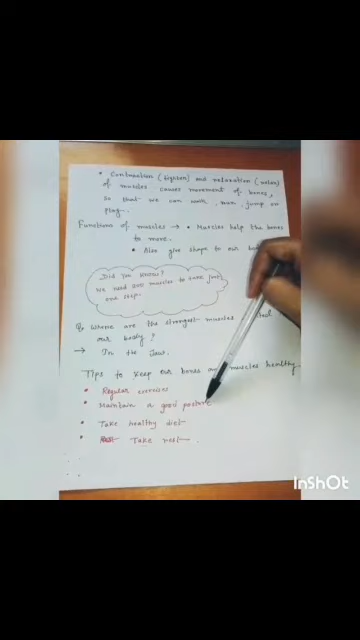 • Contraction (tighten) and relaxation (relax)
of muscles causes movement of bones,
so that we can walk, run, jump or
play.
Functions of muscles → • Muscles help the bones
to move.
• Also give shape to our
Did you know?
We need 200 muscles to take just
one step
Q Where are the strongest muscles
our body?
→ In the Jaw.
Tips to keep our bones and muscles healthy
• Regular exercises
• Maintain a good posture
• Take healthy diet
• Take rest.
InShOt